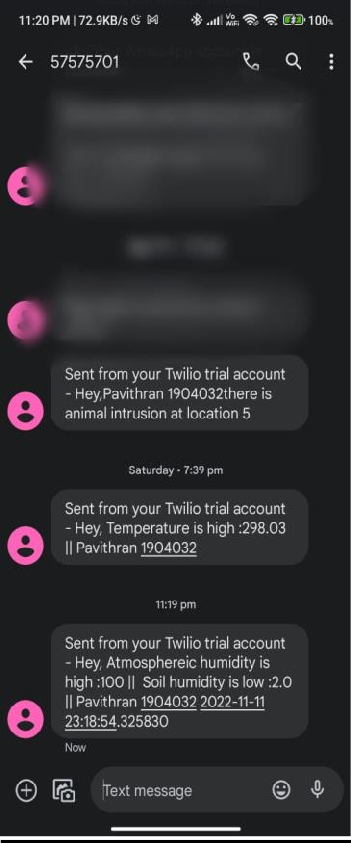 11:20 PM | 72.9KB/s
Vo
WiFi
100%
57575701
Sent from your Twilio trial account
- Hey,Pavithran 1904032there is
animal intrusion at location 5
Saturday • 7:39 pm
Sent from your Twilio trial account
- Hey, Temperature is high :298.03
|| Pavithran 1904032
11:19 pm
Sent from your Twilio trial account
- Hey, Atmosphereic humidity is
high :100 || Soil humidity is low :2.0
|| Pavithran 1904032 2022-11-11
23:18:54.325830
Now
Text message